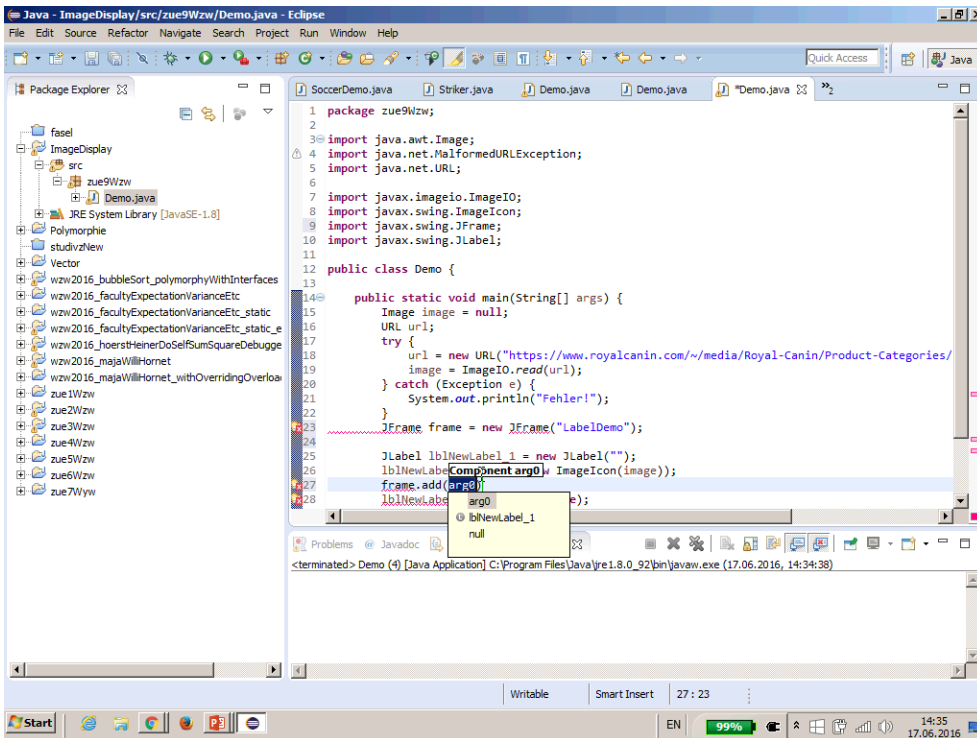 Java - ImageDisplay/src/zue9Wzw/Demo.java - Eclipse
File Edit Source Refactor Navigate Search Project Run Window Help
Quick Access
Java
Package Explorer
SoccerDemo.java
Striker.java
Demo.java
Demo.java
*Demo.java
»2
fasel
ImageDisplay
src
zue9Wzw
Demo.java
JRE System Library [JavaSE-1.8]
Polymorphie
studivzNew
Vector
wzw2016_bubbleSort_polymorphyWithInterfaces
wzw2016_facultyExpectationVarianceEtc
wzw2016_facultyExpectationVarianceEtc_static
wzw2016_facultyExpectationVarianceEtc_static_e
wzw2016_hoerstHeinerDoSelfSumSquareDebugge
wzw2016_majaWilliHornet
wzw2016_majaWilliHornet_withOverridingOverloa
zue1Wzw
zue2Wzw
zue3Wzw
zue4Wzw
zue5Wzw
zue6Wzw
zue7Wyw
1 package zue9Wzw;
2
3 import java.awt.Image;
4 import java.net.MalformedURLException;
5 import java.net.URL;
6
7 import javax.imageio.ImageIO;
8 import javax.swing.ImageIcon;
9 import javax.swing.JFrame;
10 import javax.swing.JLabel;
11
12 public class Demo {
13
14 public static void main(String[] args) {
15 Image image = null;
16 URL url;
17 try {
18 url = new URL("https://www.royalcanin.com/~/media/Royal-Canin/Product-Categories/
19 image = ImageIO.read(url);
20 } catch (Exception e) {
21 System.out.println("Fehler!");
22 }
23 JFrame frame = new JFrame("LabelDemo");
24
25 JLabel lblNewLabel_1 = new JLabel("");
26 lblNewLabe w ImageIcon(image));
Component arg0
27 frame.add(arg0)
28 lblNewLabe e);
arg0
lblNewLabel_1
null
Problems @ Javadoc
<terminated> Demo (4) [Java Application] C:\Program Files\Java\jre1.8.0_92\bin\javaw.exe (17.06.2016, 14:34:38)
Writable
Smart Insert
27 : 23
Start
EN
99%
14:35
17.06.2016